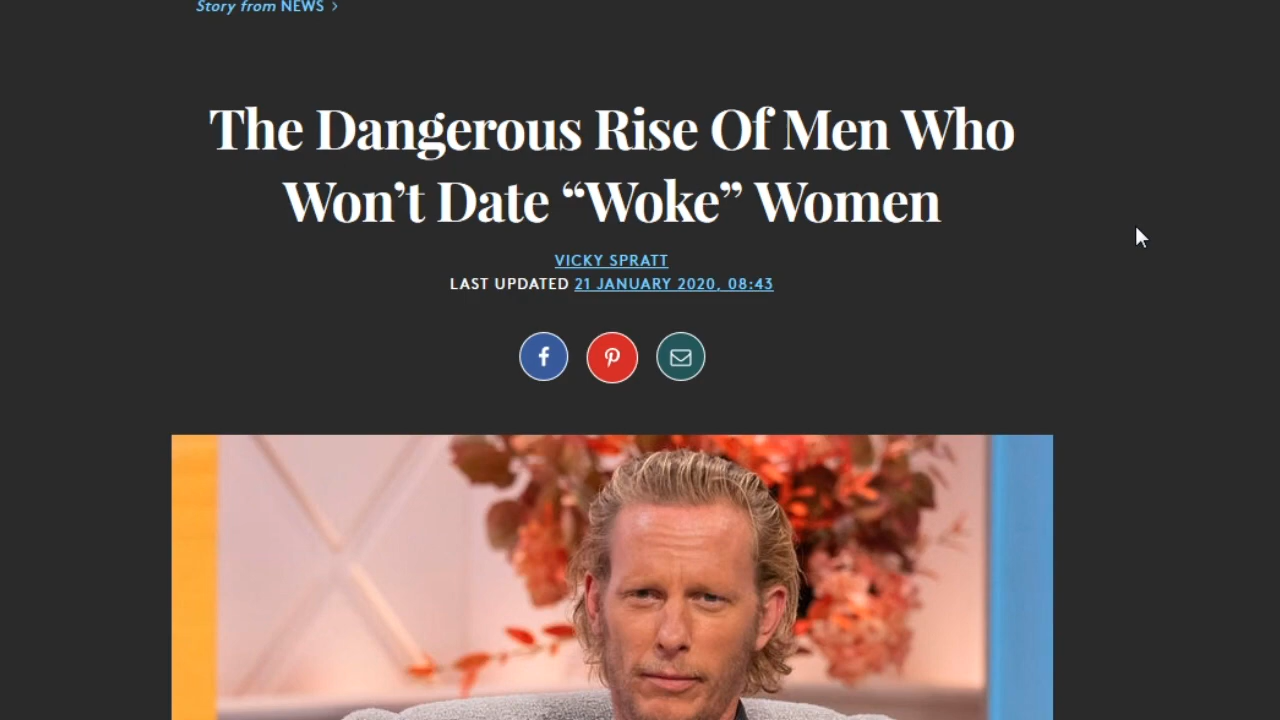 Story from NEWS >
The Dangerous Rise Of Men Who
Won’t Date “Woke” Women
VICKY SPRATT
LAST UPDATED 21 JANUARY 2020, 08:43